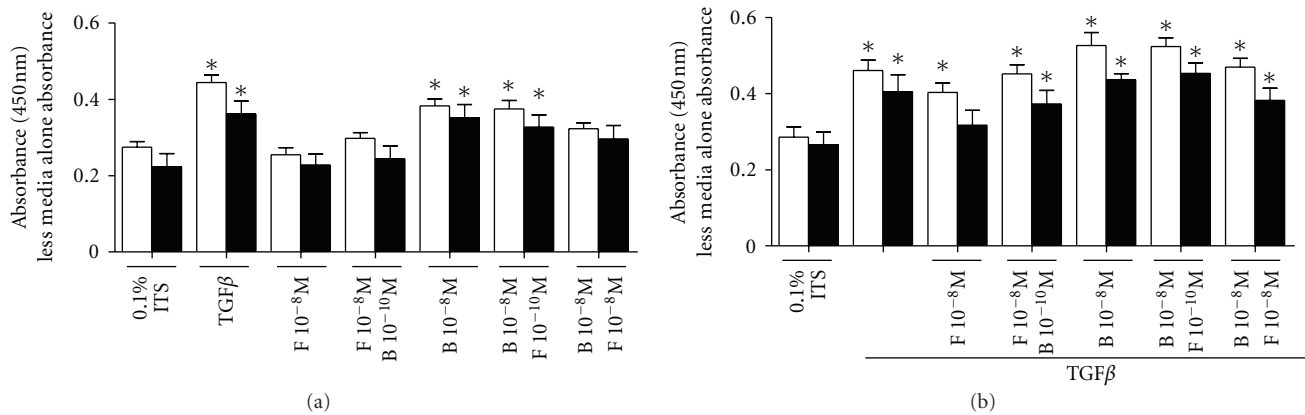 Absorbance (450 nm)
less media alone absorbance
0.6
0.4
0.2
0
*
*
*
*
*
*
0.1%
ITS
TGFβ
F 10⁻⁸M
F 10⁻⁸M
B 10⁻¹⁰M
B 10⁻⁸M
B 10⁻⁸M
F 10⁻¹⁰M
B 10⁻⁸M
F 10⁻⁸M
(a)
Absorbance (450 nm)
less media alone absorbance
0.6
0.4
0.2
0
*
*
*
*
*
*
*
*
*
*
*
0.1%
ITS
F 10⁻⁸M
F 10⁻⁸M
B 10⁻¹⁰M
B 10⁻⁸M
B 10⁻⁸M
F 10⁻¹⁰M
B 10⁻⁸M
F 10⁻⁸M
TGFβ
(b)